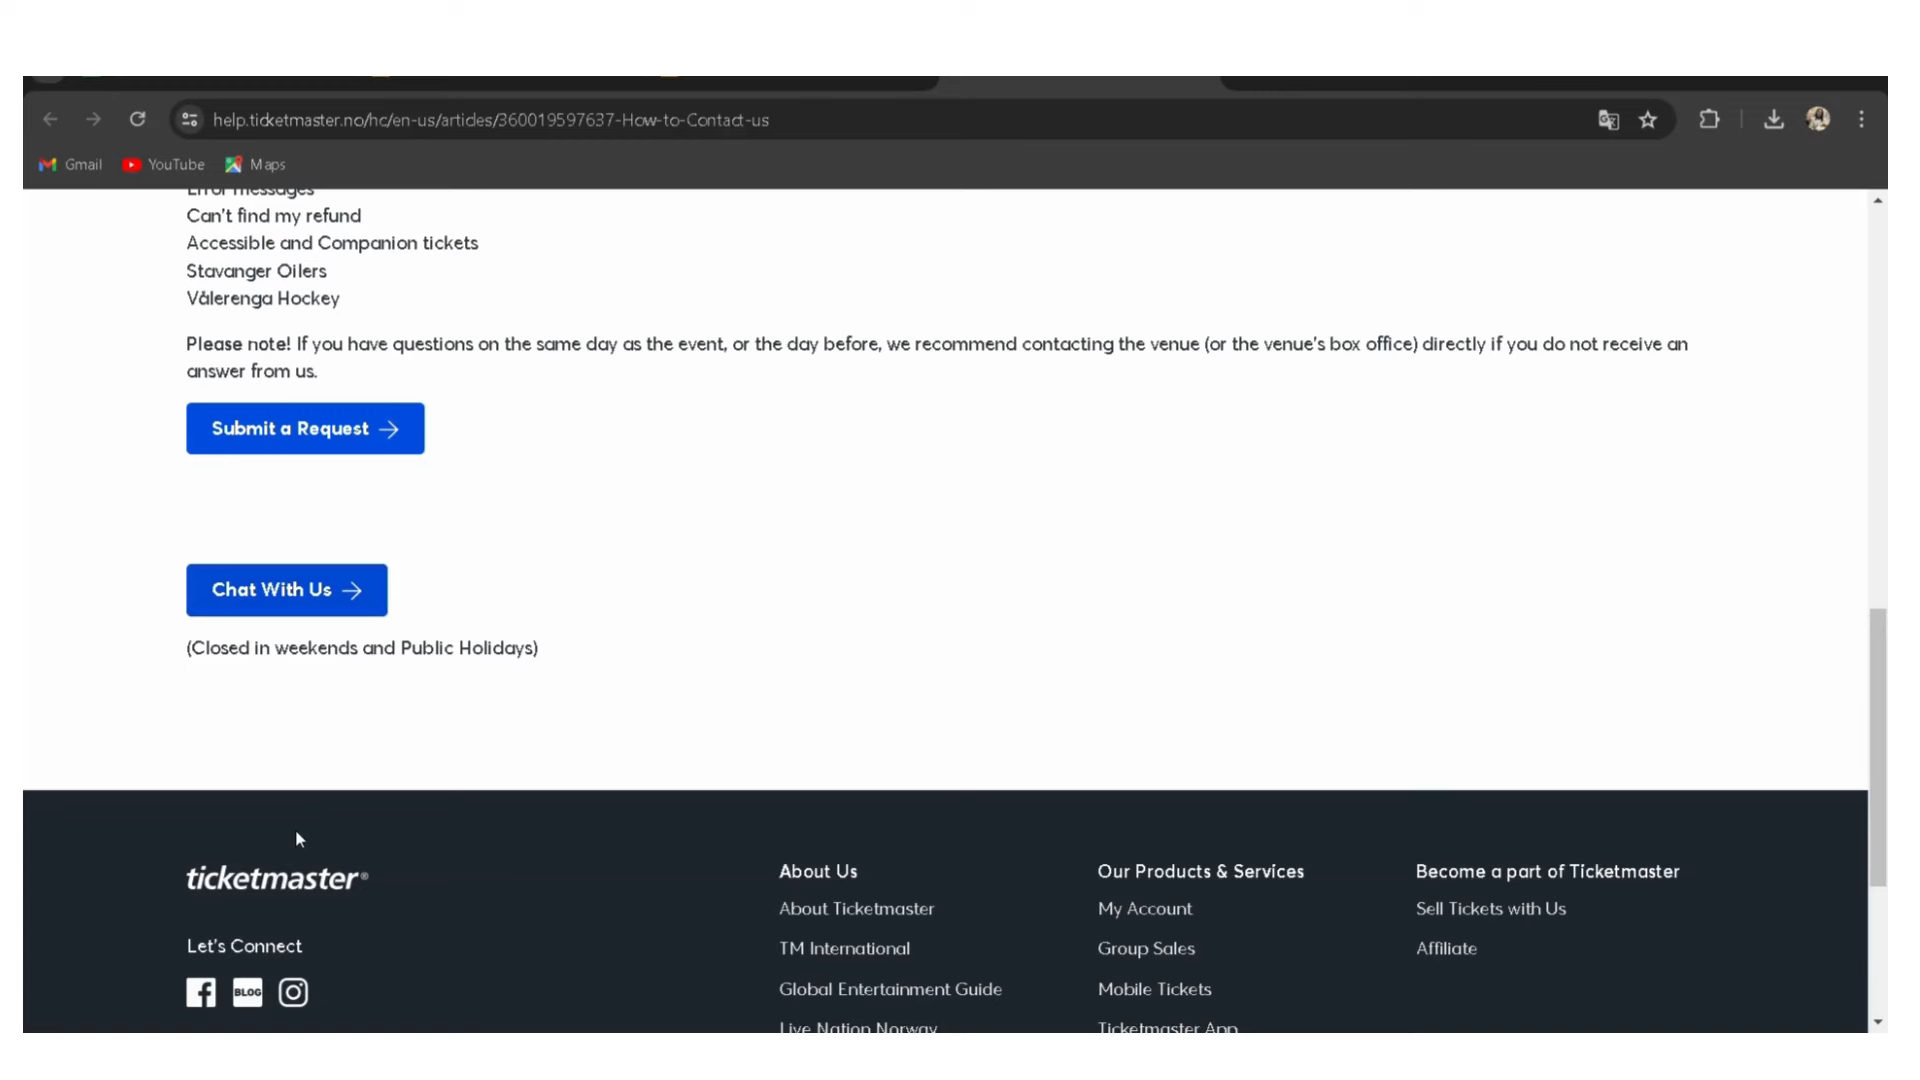 help.ticketmaster.no/hc/en-us/articles/360019597637-How-to-Contact-us
Gmail YouTube Maps
Error messages
Can't find my refund
Accessible and Companion tickets
Stavanger Oilers
Vålerenga Hockey
Please note! If you have questions on the same day as the event, or the day before, we recommend contacting the venue (or the venue's box office) directly if you do not receive an
answer from us.
Submit a Request
Chat With Us
(Closed in weekends and Public Holidays)
ticketmaster®
Let's Connect
BLOG
About Us
About Ticketmaster
TM International
Global Entertainment Guide
Live Nation Norway
Our Products & Services
My Account
Group Sales
Mobile Tickets
Ticketmaster App
Become a part of Ticketmaster
Sell Tickets with Us
Affiliate